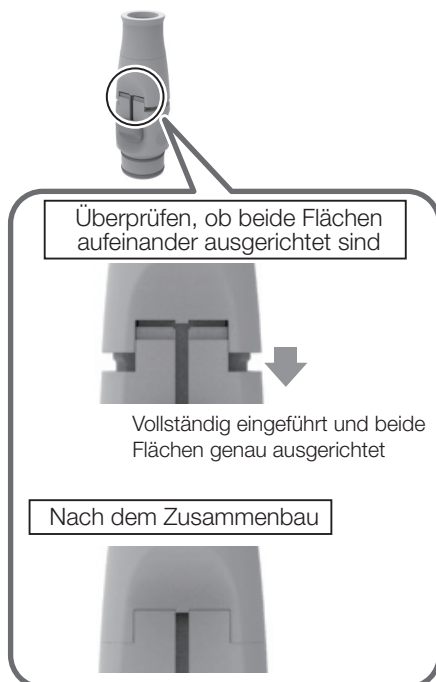 Überprüfen, ob beide Flächen
aufeinander ausgerichtet sind
Vollständig eingeführt und beide
Flächen genau ausgerichtet
Nach dem Zusammenbau